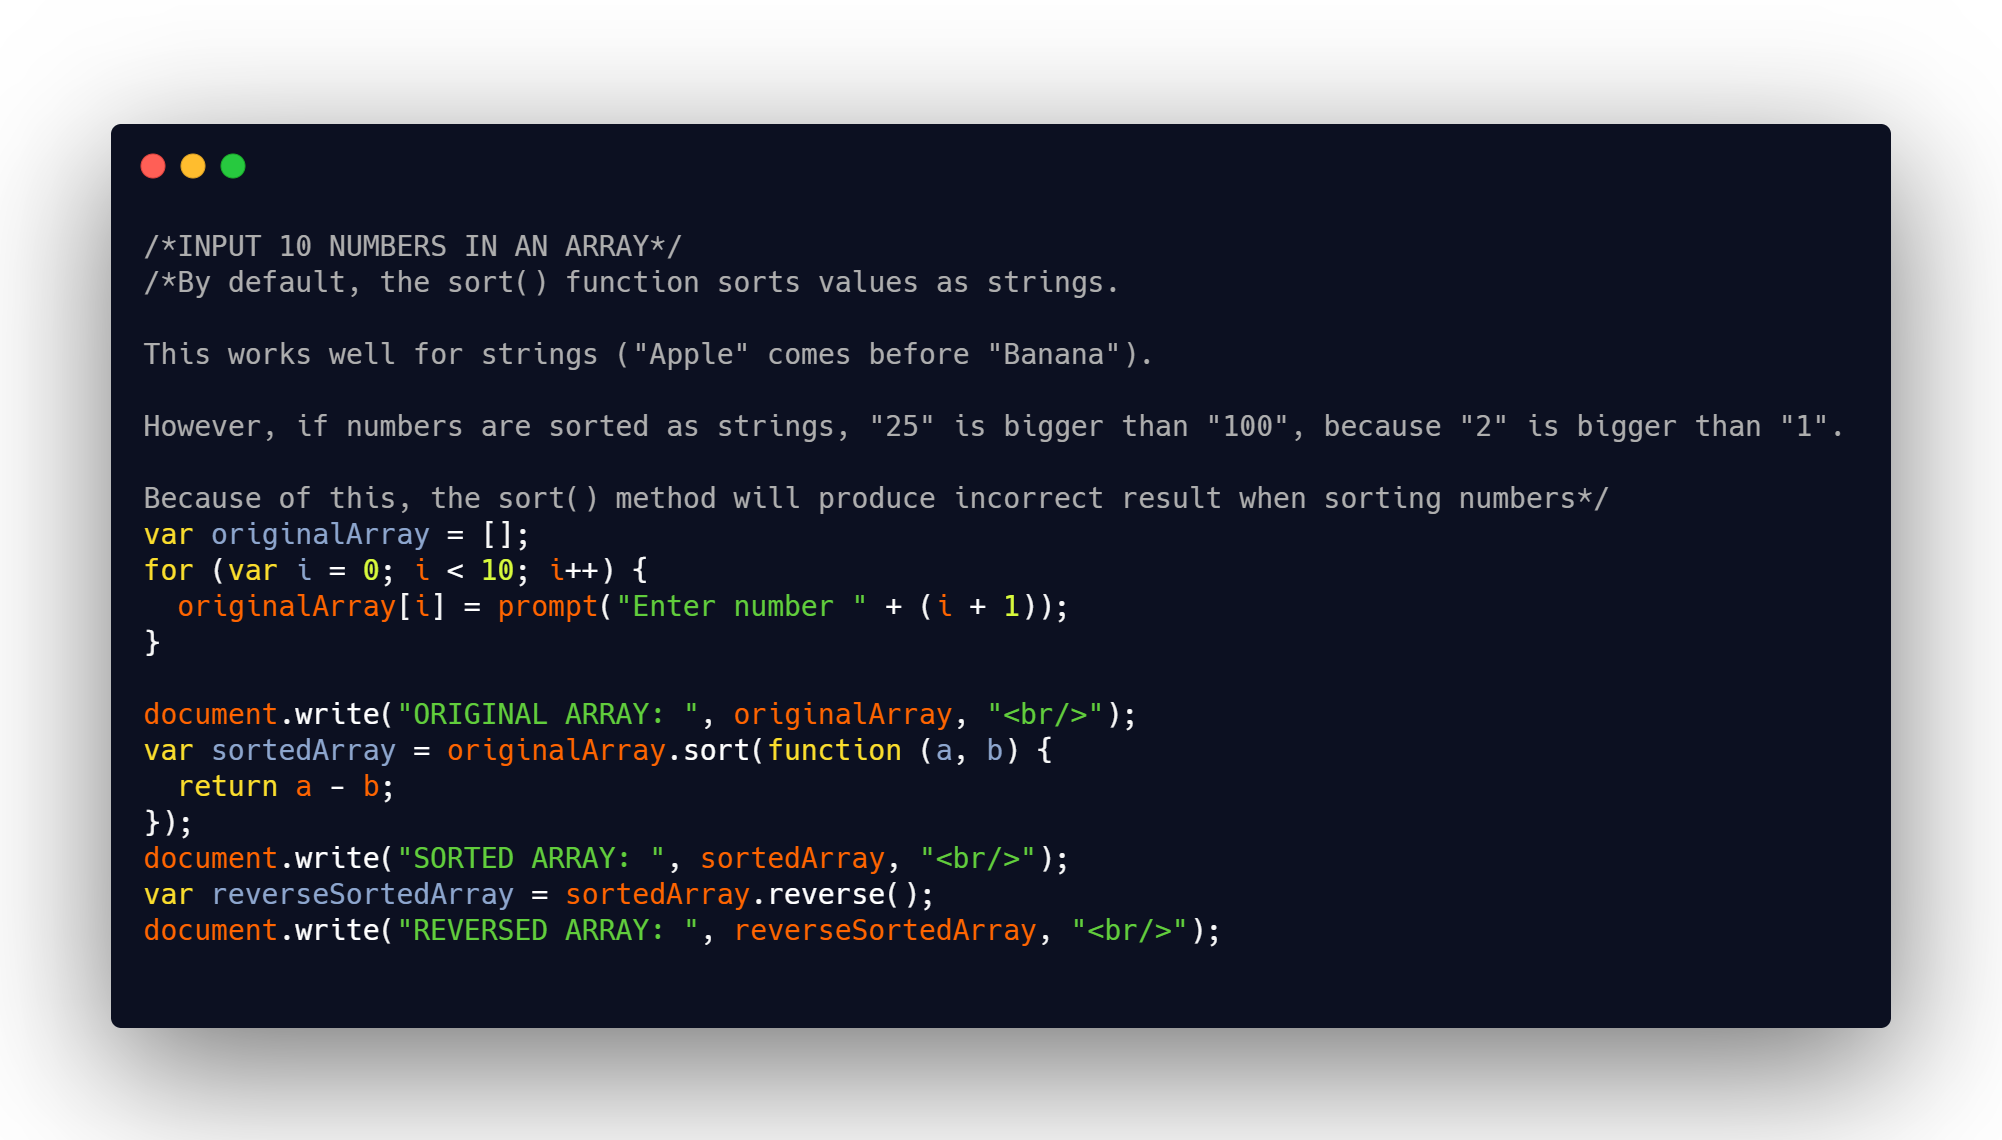 /*INPUT 10 NUMBERS IN AN ARRAY*/
/*By default, the sort() function sorts values as strings.

This works well for strings ("Apple" comes before "Banana").

However, if numbers are sorted as strings, "25" is bigger than "100", because "2" is bigger than "1".

Because of this, the sort() method will produce incorrect result when sorting numbers*/
var originalArray = [];
for (var i = 0; i < 10; i++) {
  originalArray[i] = prompt("Enter number " + (i + 1));
}

document.write("ORIGINAL ARRAY: ", originalArray, "<br/>");
var sortedArray = originalArray.sort(function (a, b) {
  return a - b;
});
document.write("SORTED ARRAY: ", sortedArray, "<br/>");
var reverseSortedArray = sortedArray.reverse();
document.write("REVERSED ARRAY: ", reverseSortedArray, "<br/>");